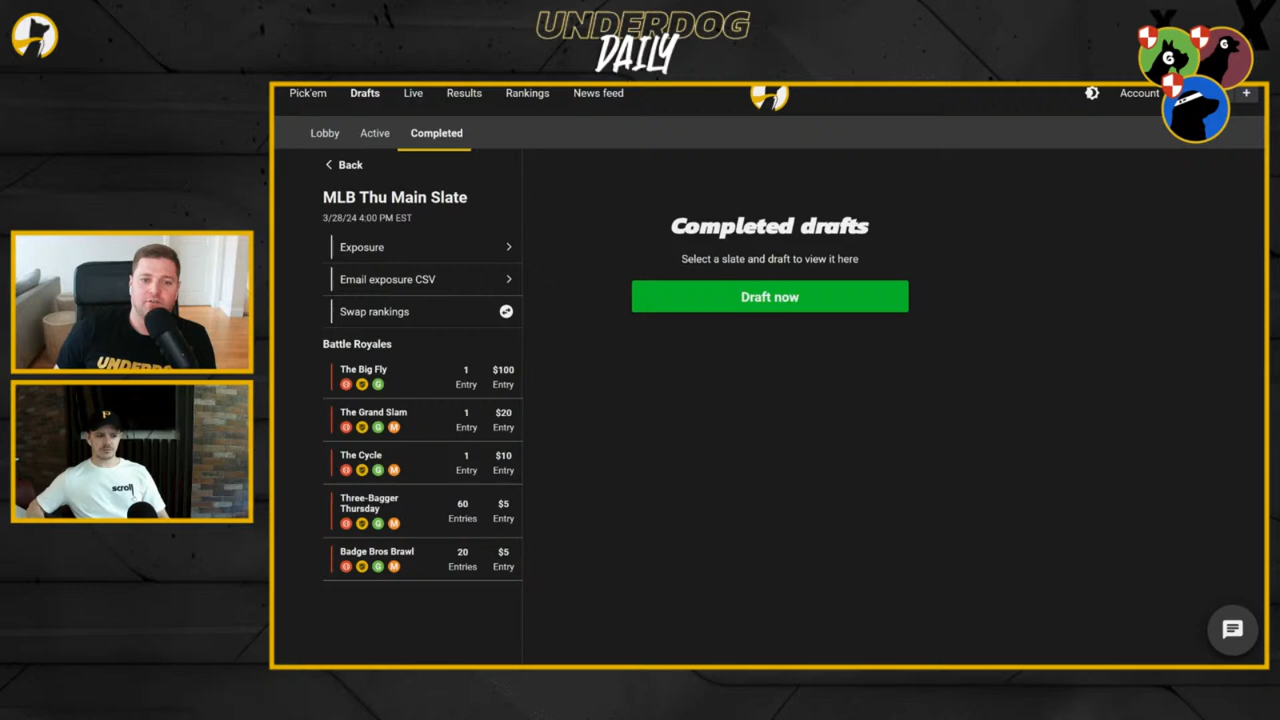 UNDERDOG
DAILY
Pick'em Drafts Live Results Rankings News feed Account +
Lobby Active Completed
Back
MLB Thu Main Slate
3/28/24 4:00 PM EST
Exposure
Email exposure CSV
Swap rankings
Battle Royales
The Big Fly 1 $100
G Entry Entry
The Grand Slam 1 $20
G M Entry Entry
The Cycle 1 $10
G M Entry Entry
Three-Bagger
Thursday 60 $5
G M Entries Entry
Badge Bros Brawl 20 $5
G M Entries Entry
Completed drafts
Select a slate and draft to view it here
Draft now
G
G
UNDERDOG
P
scroll